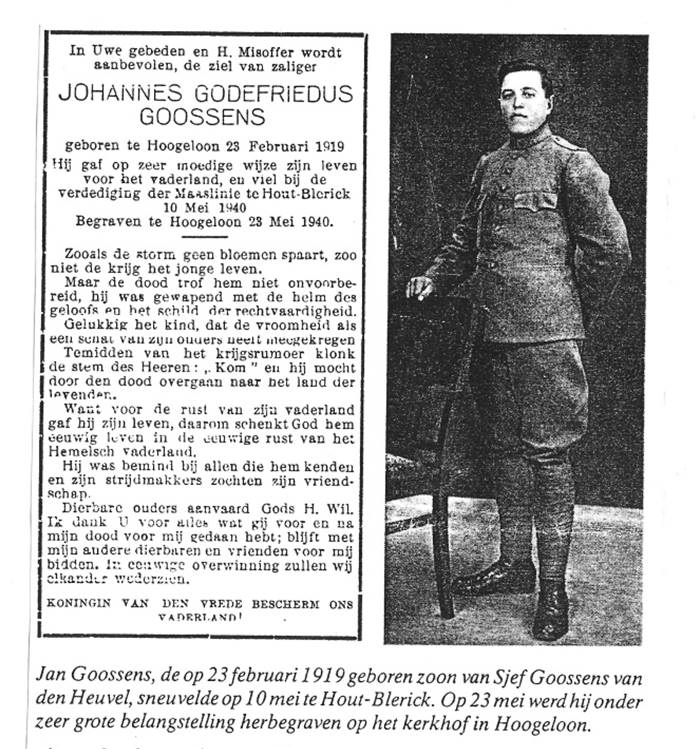 In Uwe gebeden en H. Misoffer wordt
aanbevolen, de ziel van zaliger
JOHANNES GODEFRIEDUS
GOOSSENS
geboren te Hoogeloon 23 Februari 1919
Hij gaf op zeer moedige wijze zijn leven
voor het vaderland, en viel bij de
verdediging der Maaslinie te Hout-Blerick
10 Mei 1940
Begraven te Hoogeloon 23 Mei 1940.
Zooals de storm geen bloemen spaart, zoo
niet de krijg het jonge leven.
Maar de dood trof hem niet onvoorbe-
reid, hij was gewapend met de helm des
geloofs en het schild der rechtvaardigheid.
Gelukkig het kind, dat de vroomheid als
een schat van zijn ouders heeft meegekregen
Temidden van het krijgsrumoer klonk
de stem des Heeren: „Kom" en hij mocht
door den dood overgaan naar het land der
levenden.
Want voor de rust van zijn vaderland
gaf hij zijn leven, daarom schenkt God hem
eeuwig leven in de eeuwige rust van het
Hemelsch vaderland.
Hij was bemind bij allen die hem kenden
en zijn strijdmakkers zochten zijn vriend-
schap.
Dierbare ouders aanvaard Gods H. Wil.
Ik dank U voor alles wat gij voor en na
mijn dood voor mij gedaan hebt; blijft met
mijn andere dierbaren en vrienden voor mij
bidden. In eeuwige overwinning zullen wij
elkander wederzien.
KONINGIN VAN DEN VREDE BESCHERM ONS
VADERLAND!
Jan Goossens, de op 23 februari 1919 geboren zoon van Sjef Goossens van
den Heuvel, sneuvelde op 10 mei te Hout-Blerick. Op 23 mei werd hij onder
zeer grote belangstelling herbegraven op het kerkhof in Hoogeloon.